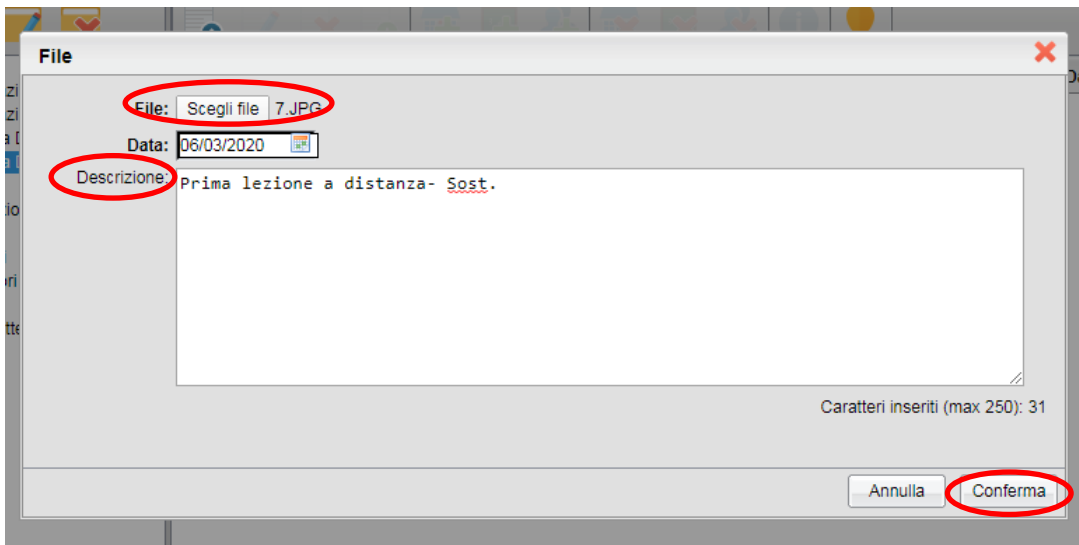 File
File: Scegli file 7.JPG
Data: 06/03/2020
Descrizione: Prima lezione a distanza- Sost.
Caratteri inseriti (max 250): 31
Annulla Conferma